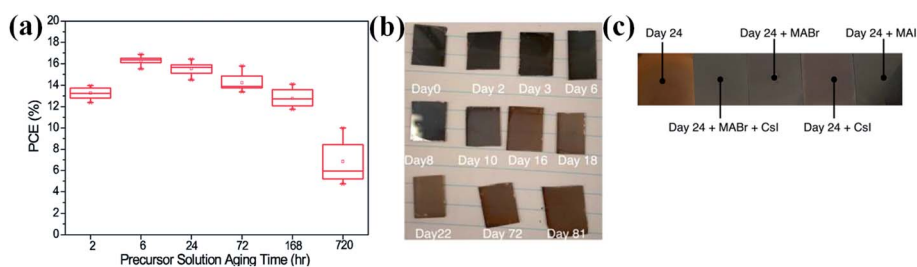 (a)
PCE (%)
20
18
16
14
12
10
8
6
4
2
0
2 6 24 72 168 720
Precursor Solution Aging Time (hr)
(b)
Day0 Day 2 Day 3 Day 6
Day8 Day 10 Day 16 Day 18
Day22 Day 72 Day 81
(c)
Day 24 Day 24 + MABr Day 24 + MAI
Day 24 + MABr + CsI Day 24 + CsI